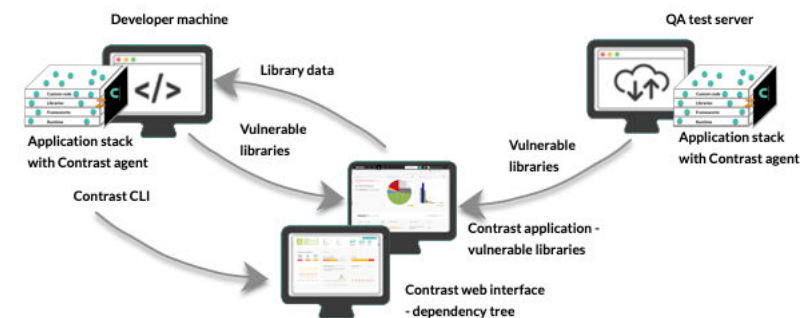 Developer machine
QA test server
Library data
Custom code
Libraries
Frameworks
Runtime
Custom code
Libraries
Frameworks
Runtime
Application stack
with Contrast agent
Vulnerable
libraries
Vulnerable
libraries
Application stack
with Contrast agent
Contrast CLI
Contrast application -
vulnerable libraries
Contrast web interface
- dependency tree